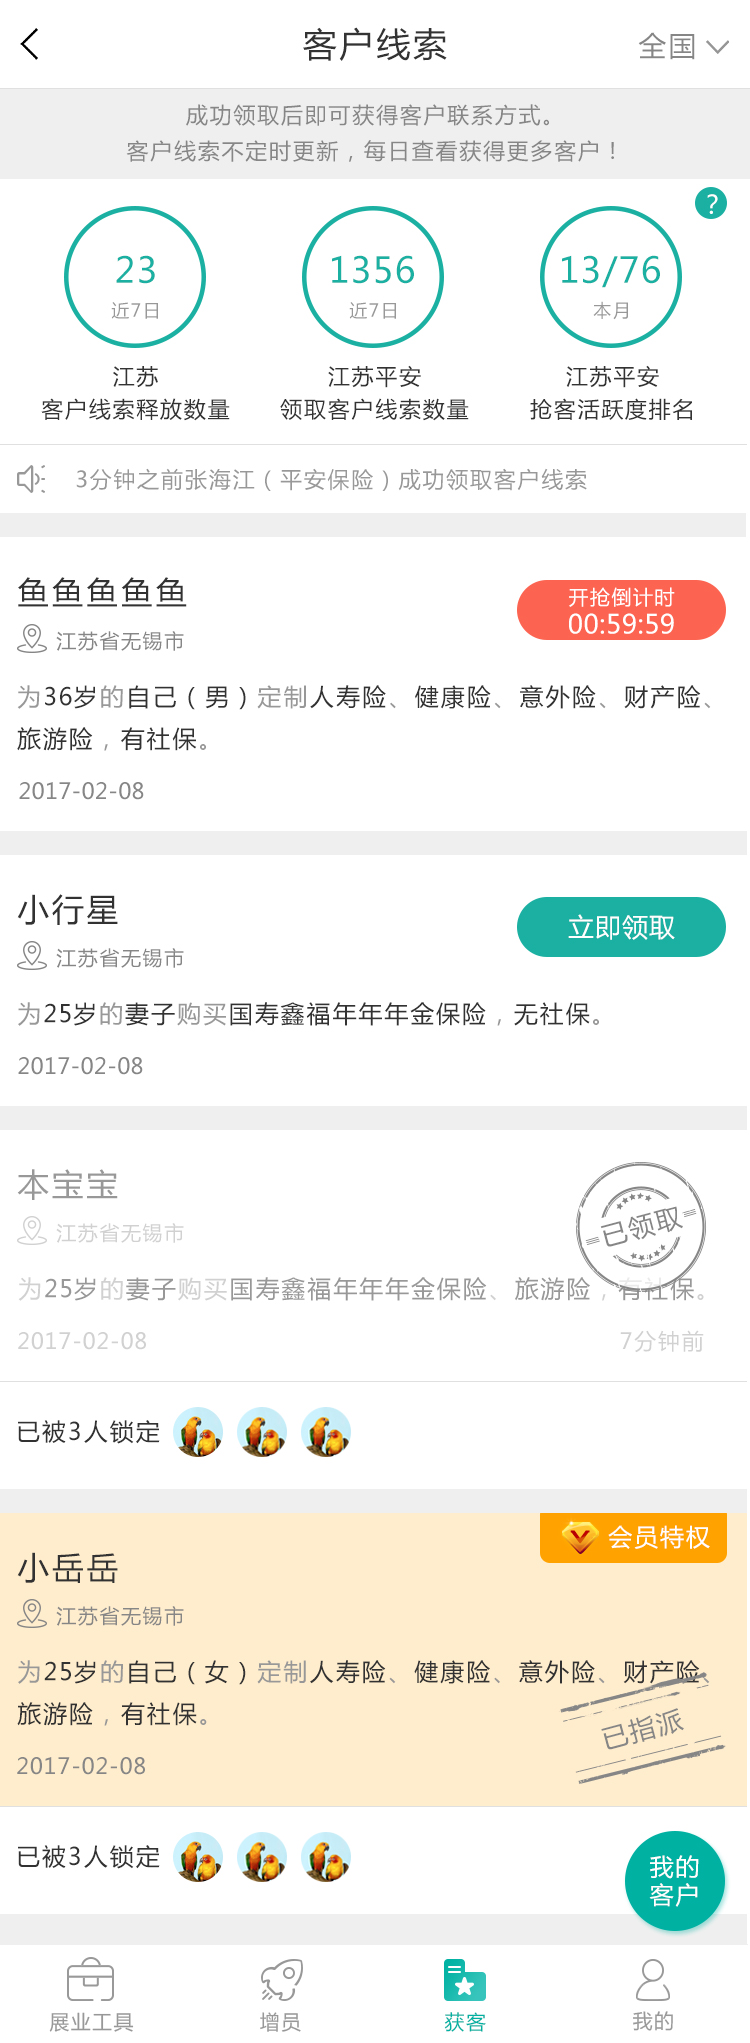 客户线索
全国
成功领取后即可获得客户联系方式。
客户线索不定时更新，每日查看获得更多客户！
?
23
近7日
江苏
客户线索释放数量
1356
近7日
江苏平安
领取客户线索数量
13/76
本月
江苏平安
抢客活跃度排名
3分钟之前张海江（平安保险）成功领取客户线索
鱼鱼鱼鱼鱼
开抢倒计时
00:59:59
江苏省无锡市
为36岁的自己（男）定制人寿险、健康险、意外险、财产险、
旅游险，有社保。
2017-02-08
小行星
立即领取
江苏省无锡市
为25岁的妻子购买国寿鑫福年年年金保险，无社保。
2017-02-08
本宝宝
已领取
江苏省无锡市
为25岁的妻子购买国寿鑫福年年年金保险、旅游险，有社保。
2017-02-08
7分钟前
已被3人锁定
会员特权
小岳岳
江苏省无锡市
为25岁的自己（女）定制人寿险、健康险、意外险、财产险、
旅游险，有社保。
已指派
2017-02-08
已被3人锁定
我的
客户
展业工具
增员
获客
我的